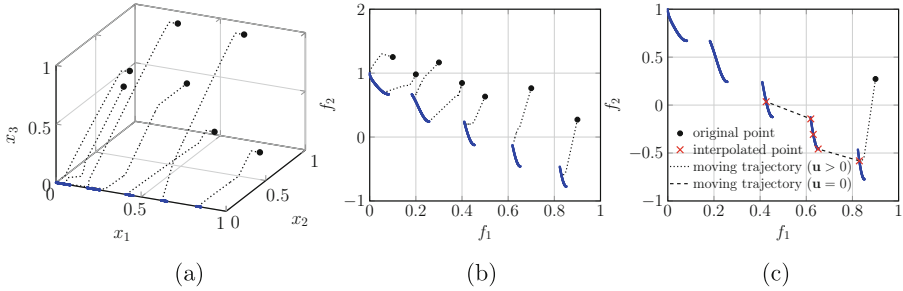 1
0.5
0
x3
0
0.5
1
x1
0
0.5
1
x2
(a)
2
1
0
−1
f2
0
0.2
0.4
0.6
0.8
1
f1
(b)
1
0.5
0
−0.5
−1
f2
original point
interpolated point
moving trajectory (u > 0)
moving trajectory (u = 0)
0
0.2
0.4
0.6
0.8
1
f1
(c)